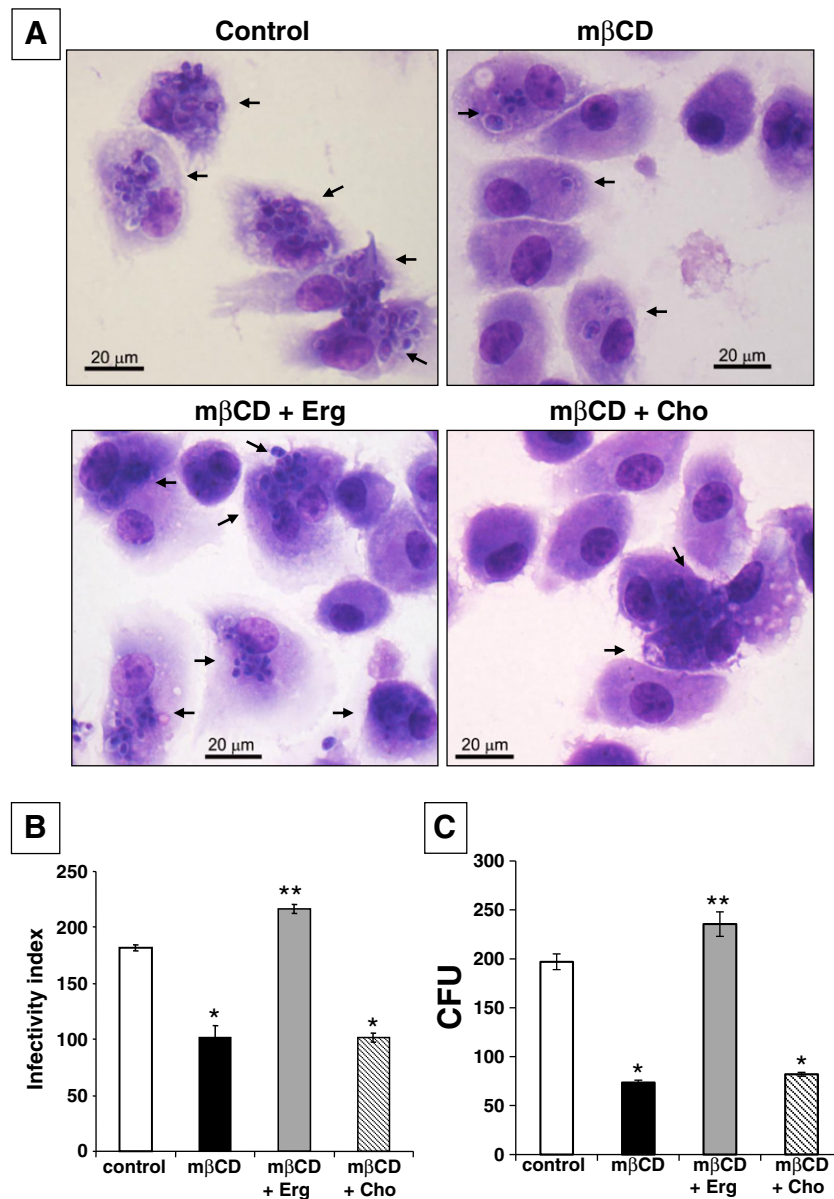 A
Control
mβCD
20 μm
20 μm
mβCD + Erg
mβCD + Cho
20 μm
20 μm
B
Infectivity index
250
200
150
100
50
0
*
**
*
control
mβCD
mβCD + Erg
mβCD + Cho
C
CFU
300
250
200
150
100
50
0
*
**
*
control
mβCD
mβCD + Erg
mβCD + Cho